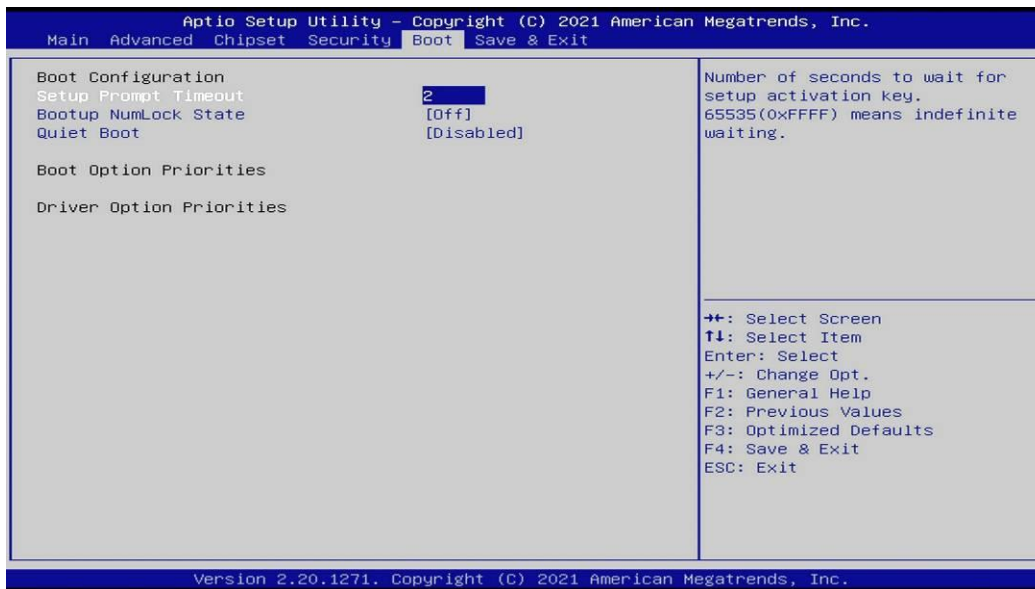 Aptio Setup Utility – Copyright (C) 2021 American Megatrends, Inc.
Main Advanced Chipset Security Boot Save & Exit
Boot Configuration
Setup Prompt Timeout 2
Bootup NumLock State [Off]
Quiet Boot [Disabled]
Boot Option Priorities
Driver Option Priorities
Number of seconds to wait for
setup activation key.
65535(0xFFFF) means indefinite
waiting.
→←: Select Screen
↑↓: Select Item
Enter: Select
+/-: Change Opt.
F1: General Help
F2: Previous Values
F3: Optimized Defaults
F4: Save & Exit
ESC: Exit
Version 2.20.1271. Copyright (C) 2021 American Megatrends, Inc.